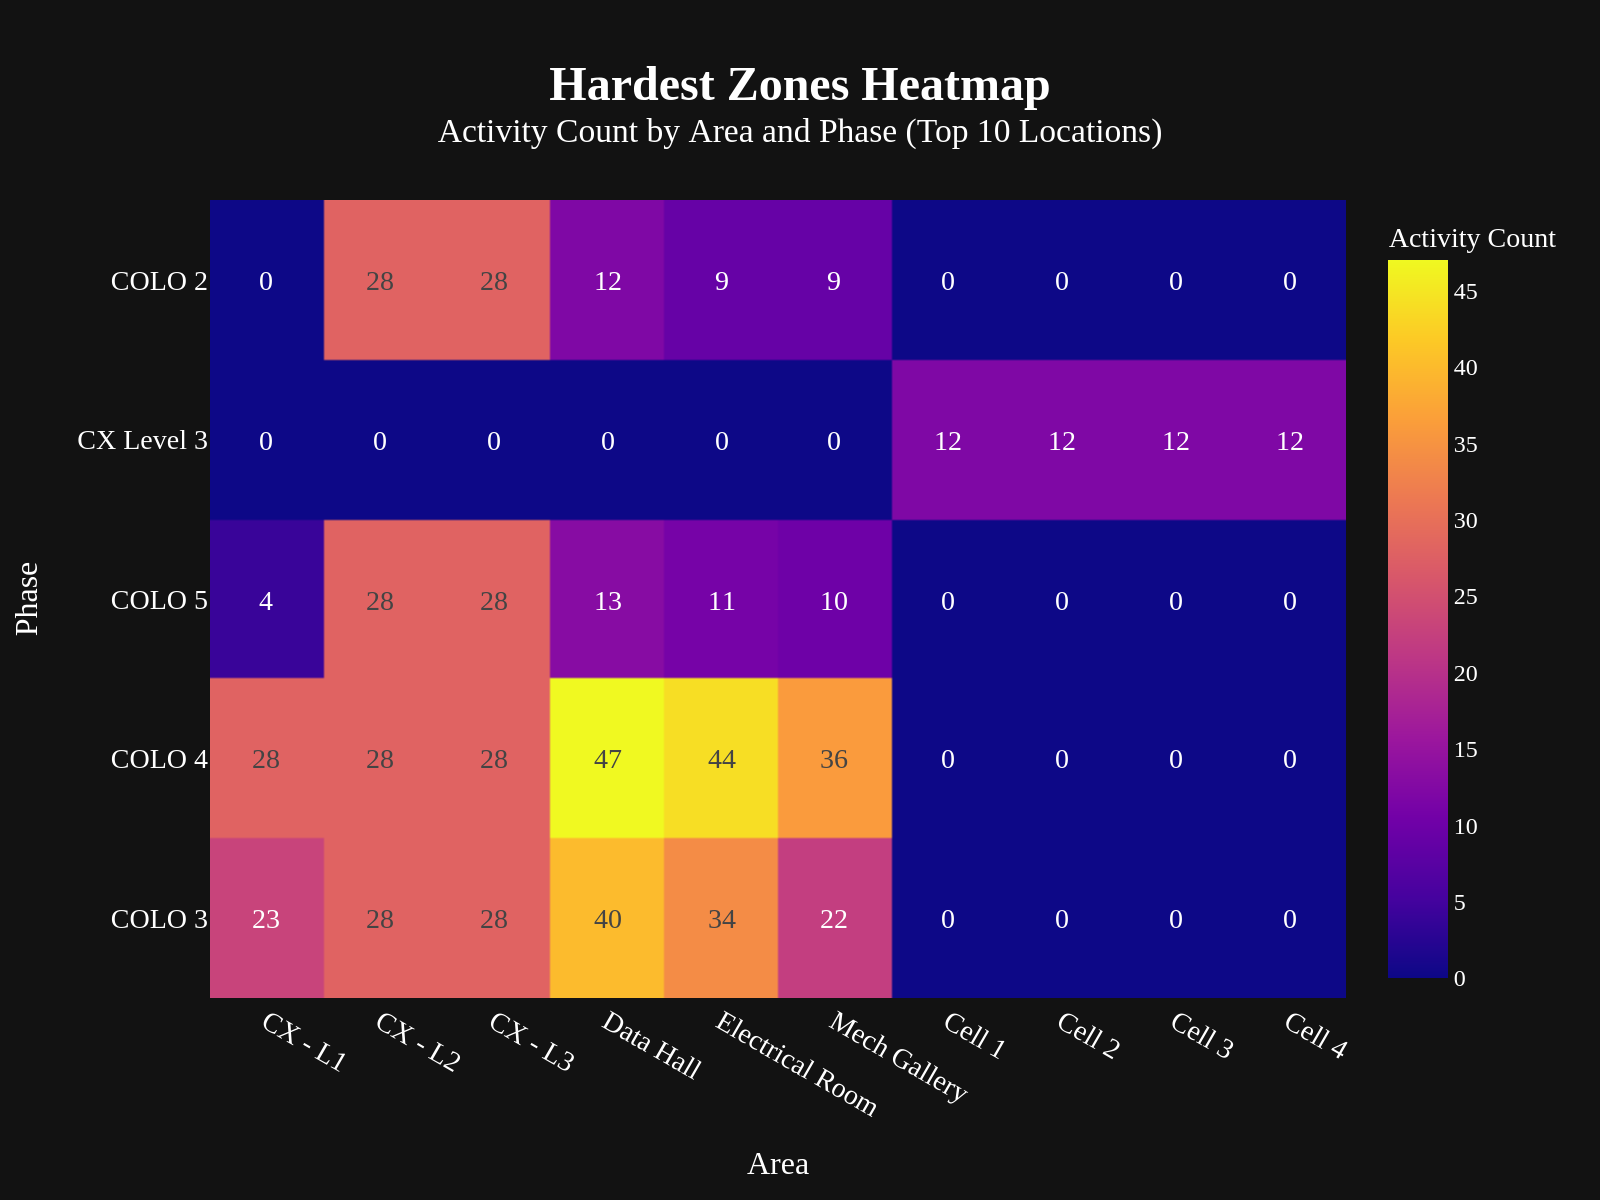 Hardest Zones Heatmap
Activity Count by Area and Phase (Top 10 Locations)
Activity Count
COLO 2 0 28 28 12 9 9 0 0 0 0
CX Level 3 0 0 0 0 0 0 12 12 12 12
COLO 5 4 28 28 13 11 10 0 0 0 0
COLO 4 28 28 28 47 44 36 0 0 0 0
COLO 3 23 28 28 40 34 22 0 0 0 0
Phase
CX - L1
CX - L2
CX - L3
Data Hall
Electrical Room
Mech Gallery
Cell 1
Cell 2
Cell 3
Cell 4
Area
45
40
35
30
25
20
15
10
5
0